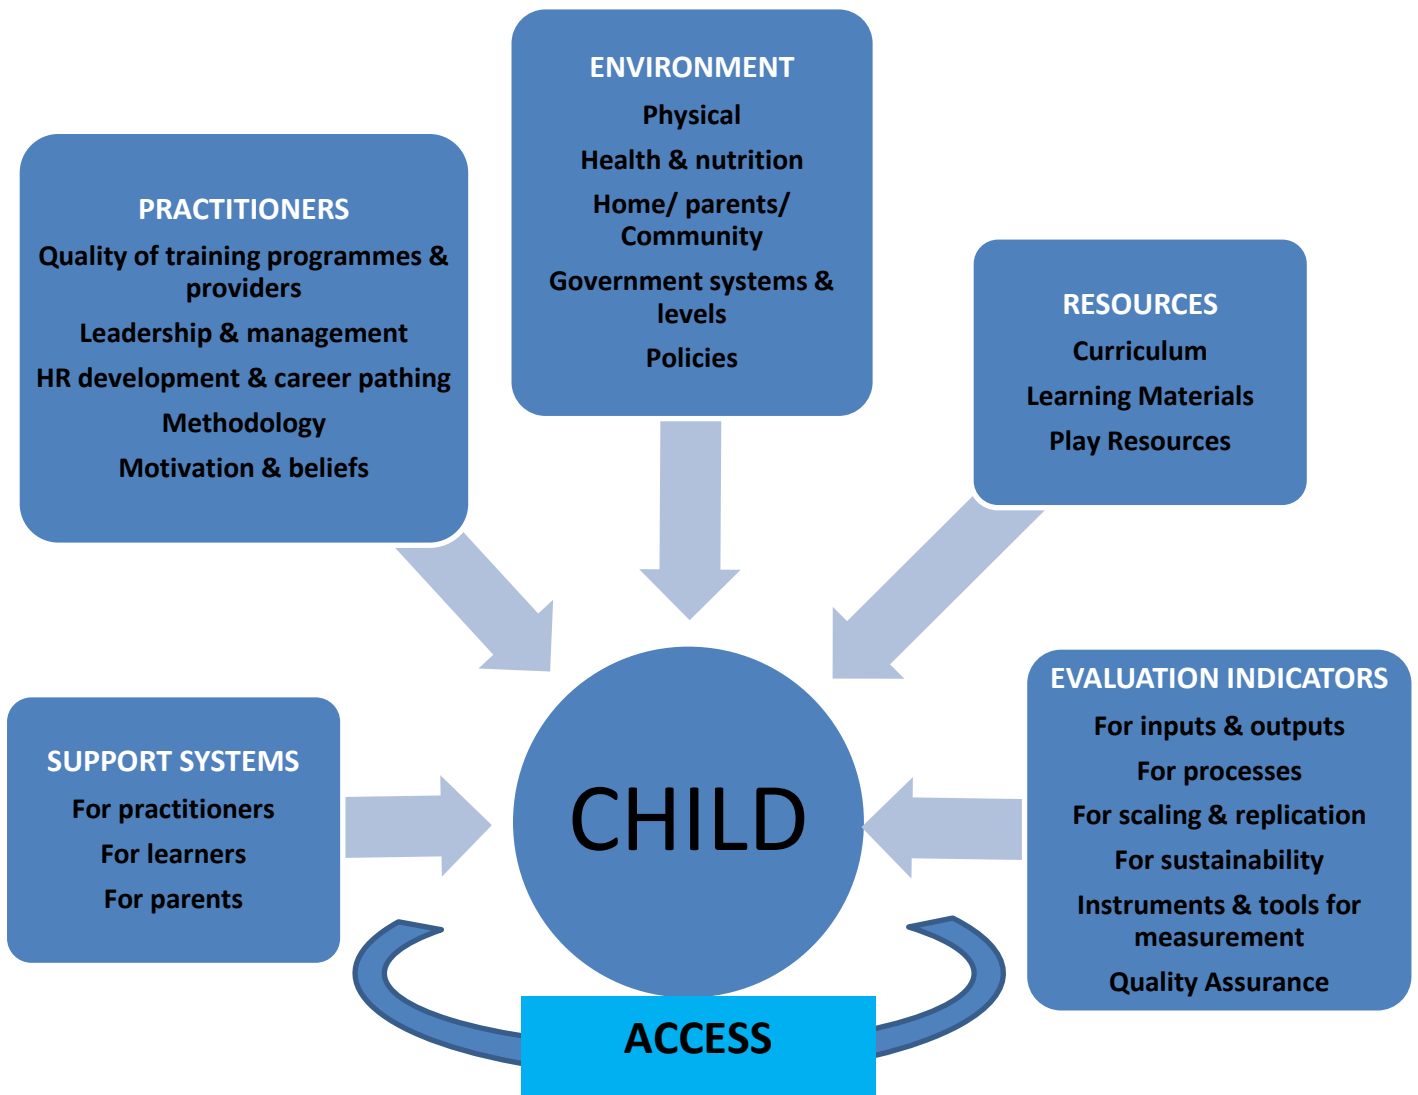 ENVIRONMENT
Physical
Health & nutrition
Home/ parents/
Community
Government systems &
levels
Policies
PRACTITIONERS
Quality of training programmes &
providers
Leadership & management
HR development & career pathing
Methodology
Motivation & beliefs
RESOURCES
Curriculum
Learning Materials
Play Resources
SUPPORT SYSTEMS
For practitioners
For learners
For parents
CHILD
EVALUATION INDICATORS
For inputs & outputs
For processes
For scaling & replication
For sustainability
Instruments & tools for
measurement
Quality Assurance
ACCESS